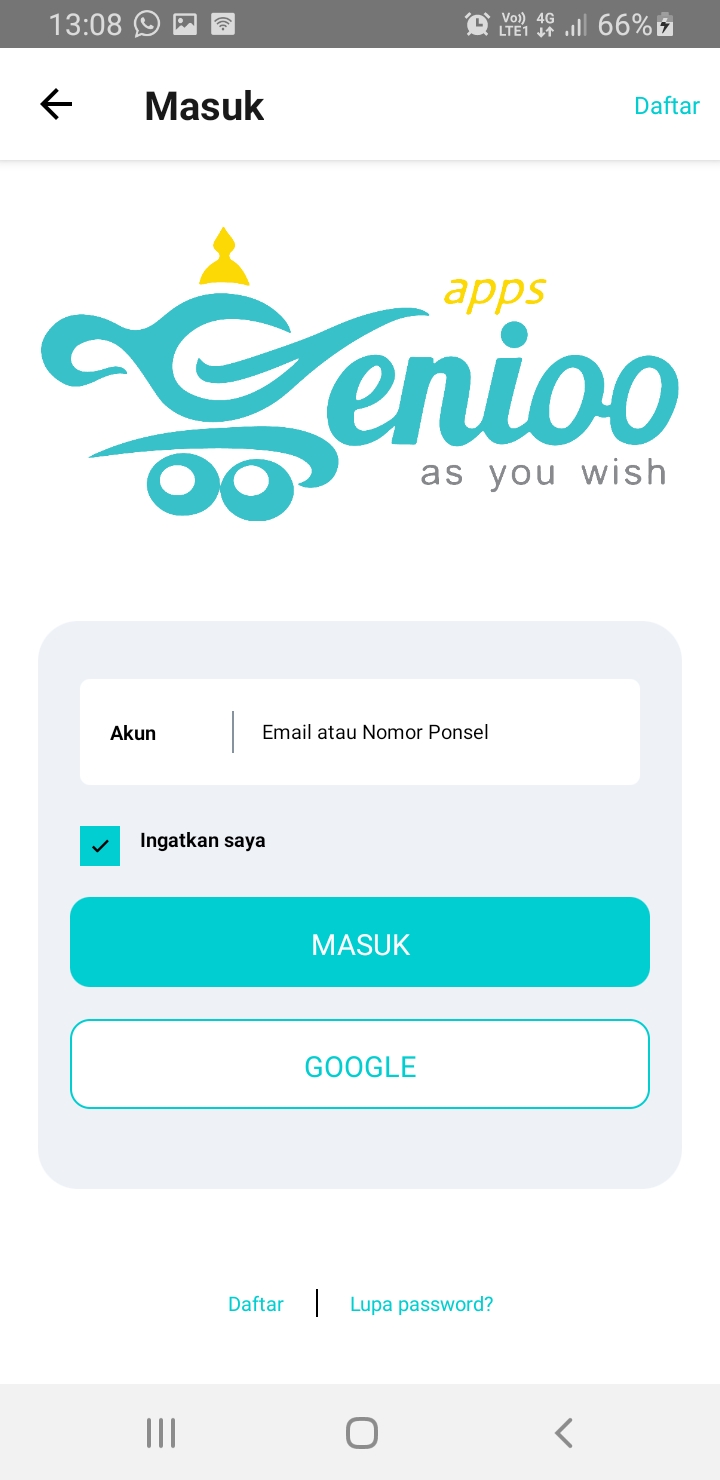 13:08 Vo)) LTE1 4G 66%
Masuk Daftar
apps
Genioo
as you wish
Akun Email atau Nomor Ponsel
Ingatkan saya
MASUK
GOOGLE
Daftar Lupa password?